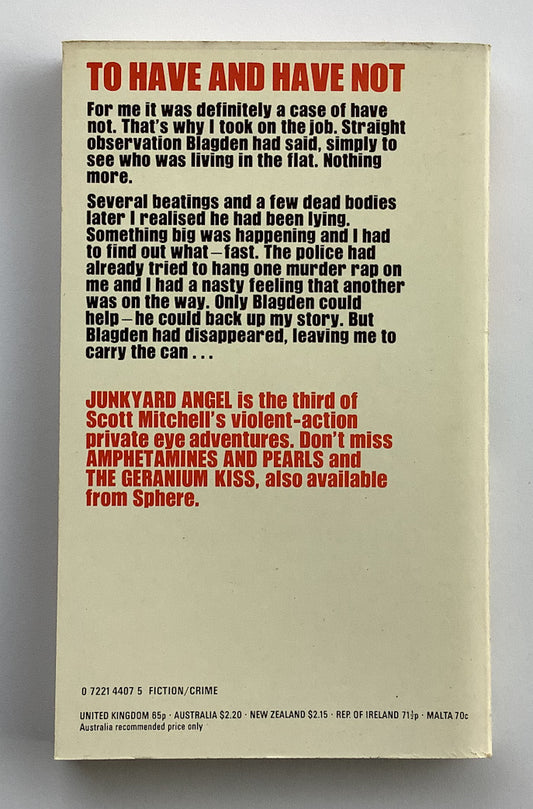 TO HAVE AND HAVE NOT
For me it was definitely a case of have
not. That's why I took on the job. Straight
observation Blagden had said, simply to
see who was living in the flat. Nothing
more.
Several beatings and a few dead bodies
later I realised he had been lying.
Something big was happening and I had
to find out what—fast. The police had
already tried to hang one murder rap on
me and I had a nasty feeling that another
was on the way. Only Blagden could
help—he could back up my story. But
Blagden had disappeared, leaving me to
carry the can . . .
JUNKYARD ANGEL is the third of
Scott Mitchell's violent-action
private eye adventures. Don't miss
AMPHETAMINES AND PEARLS and
THE GERANIUM KISS, also available
from Sphere.
0 7221 4407 5 FICTION/CRIME
UNITED KINGDOM 65p · AUSTRALIA $2.20 · NEW ZEALAND $2.15 · REP. OF IRELAND 71½p · MALTA 70c
Australia recommended price only